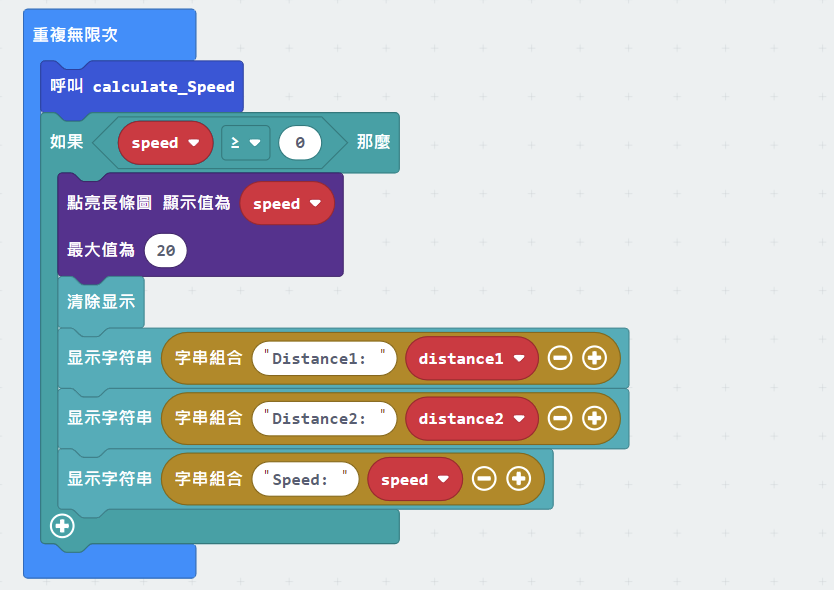 重複無限次
呼叫 calculate_Speed
如果 speed ≥ 0 那麼
點亮長條圖 顯示值為 speed
最大值為 20
清除显示
显示字符串 字串組合 "Distance1: " distance1
显示字符串 字串組合 "Distance2: " distance2
显示字符串 字串組合 "Speed: " speed